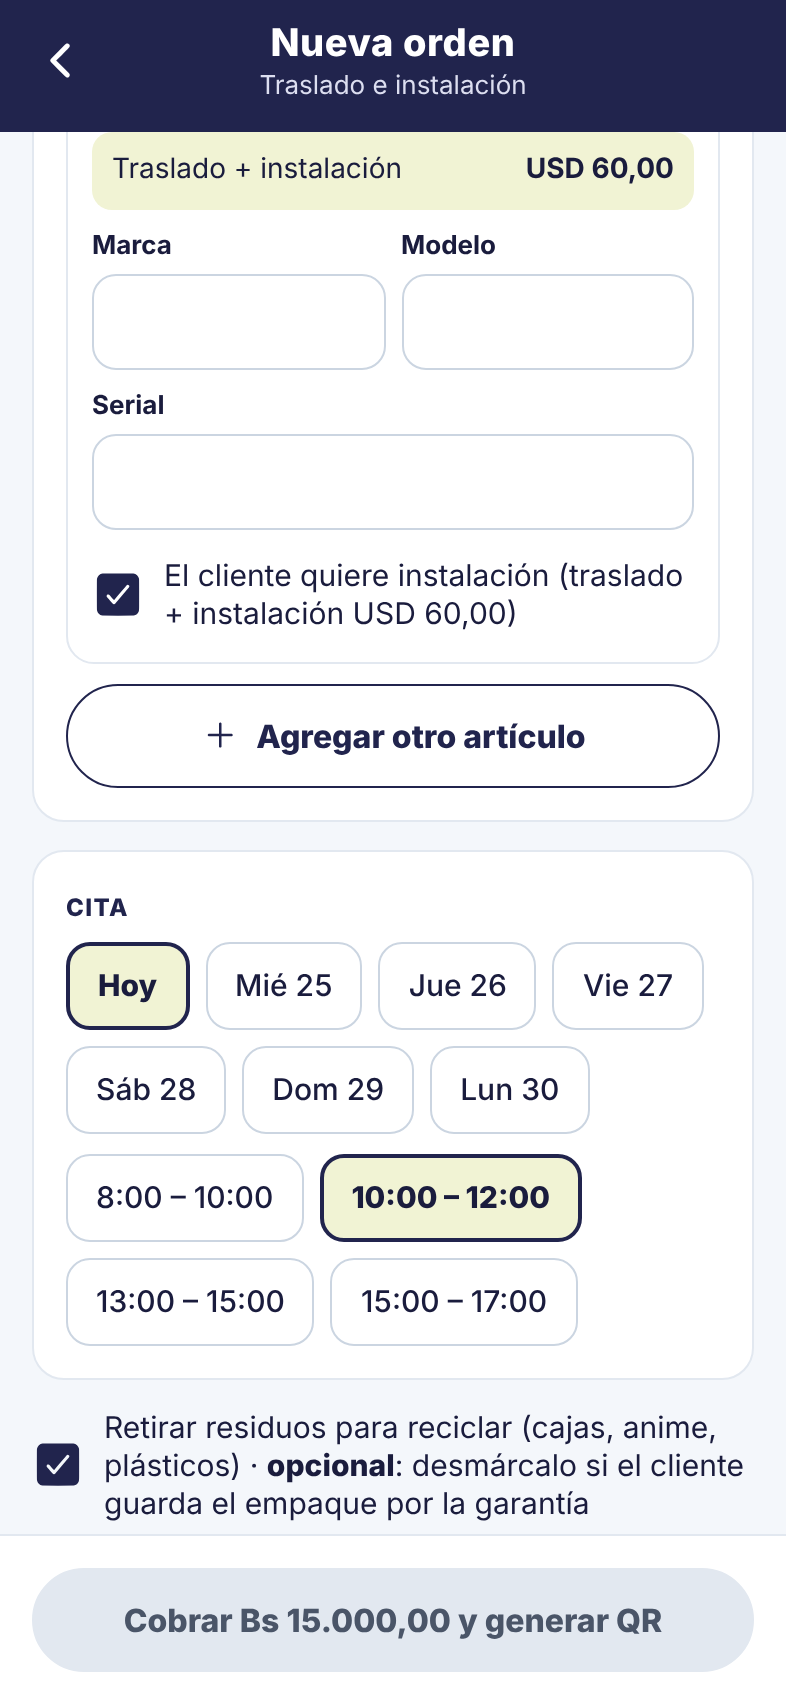 Nueva orden
Traslado e instalación
Traslado + instalación USD 60,00
Marca Modelo
Serial
El cliente quiere instalación (traslado
+ instalación USD 60,00)
+ Agregar otro artículo
CITA
Hoy Mié 25 Jue 26 Vie 27
Sáb 28 Dom 29 Lun 30
8:00 – 10:00 10:00 – 12:00
13:00 – 15:00 15:00 – 17:00
Retirar residuos para reciclar (cajas, anime,
plásticos) · opcional: desmárcalo si el cliente
guarda el empaque por la garantía
Cobrar Bs 15.000,00 y generar QR